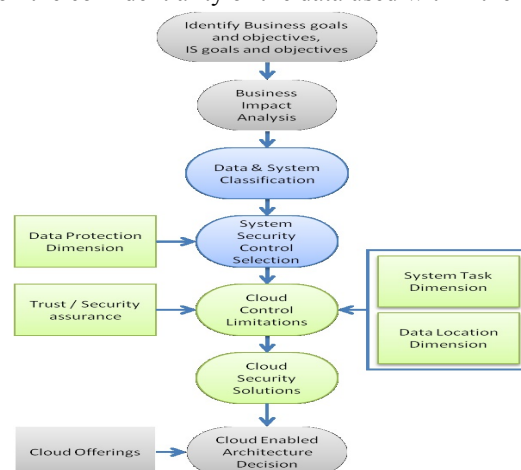 Identify Business goals
and objectives,
IS goals and objectives
Business
Impact
Analysis
Data & System
Classification
Data Protection
Dimension
System
Security
Control
Selection
System Task
Dimension
Trust / Security
assurance
Cloud
Control
Limitations
Data Location
Dimension
Cloud
Security
Solutions
Cloud Offerings
Cloud Enabled
Architecture
Decision